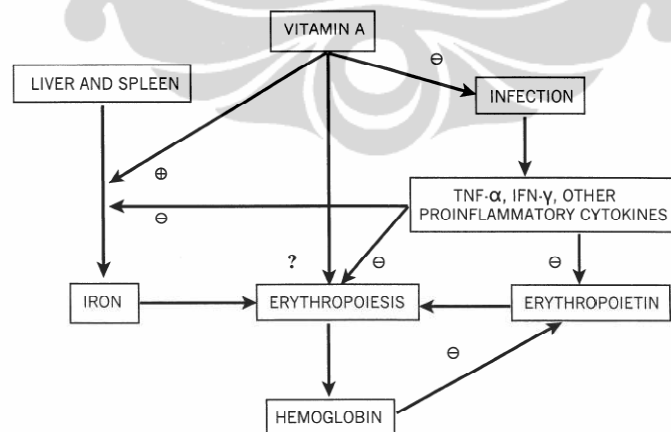 VITAMIN A
⊖
LIVER AND SPLEEN
INFECTION
⊕
TNF-α, IFN-γ, OTHER
PROINFLAMMATORY CYTOKINES
⊖
? ⊖ ⊖
IRON
ERYTHROPOIESIS
ERYTHROPOIETIN
⊖
HEMOGLOBIN